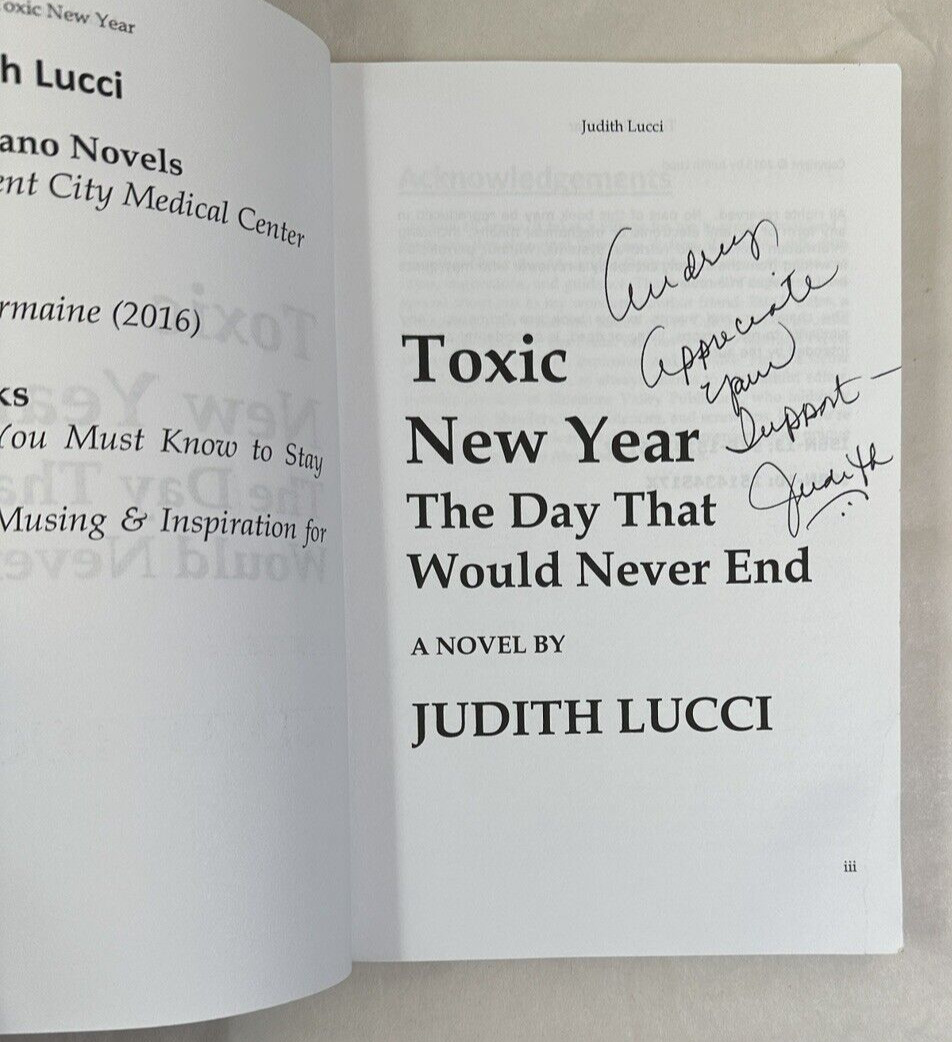 oxic New Year
h Lucci
ano Novels
ent City Medical Center
rmaine (2016)
ks
You Must Know to Stay
Musing & Inspiration for
Judith Lucci
Audrey,
Appreciate
your
Support —
Judith
Toxic
New Year
The Day That
Would Never End
A NOVEL BY
JUDITH LUCCI
iii